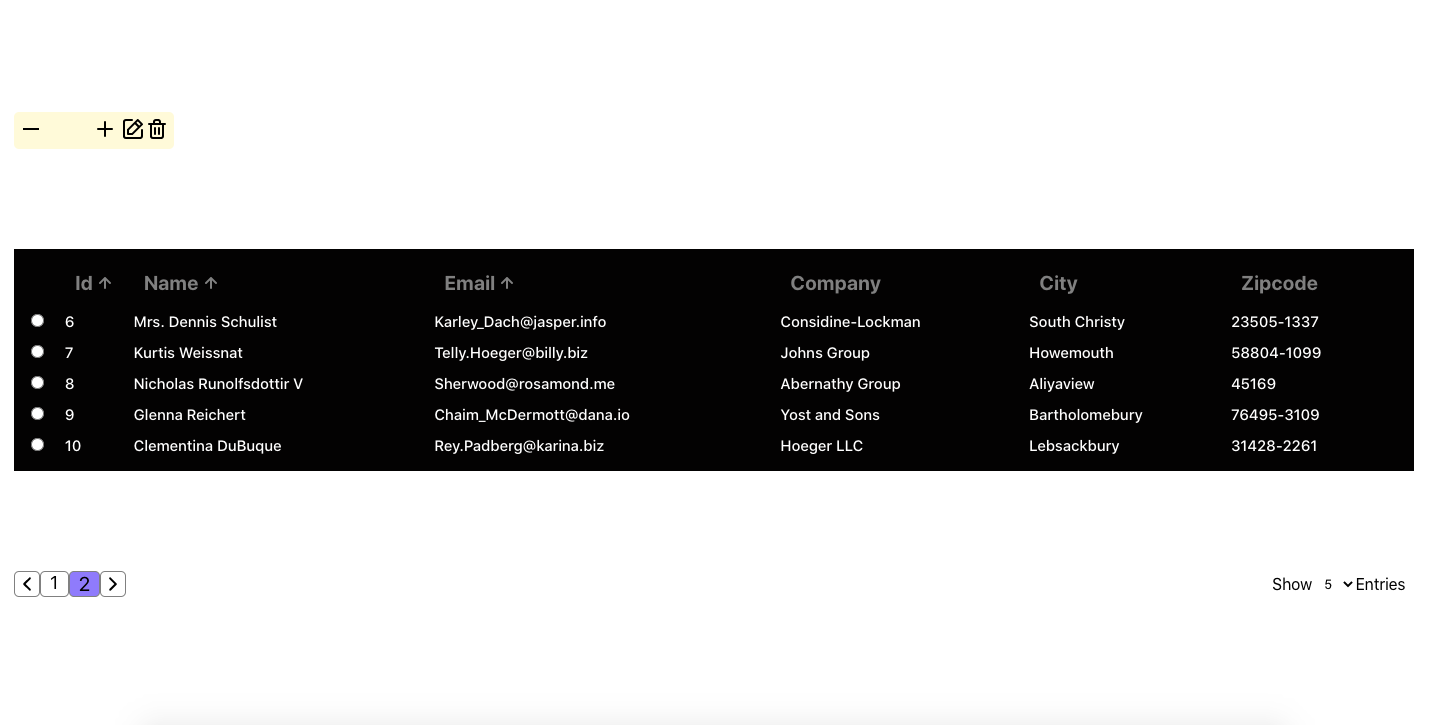 Id ↑ Name ↑ Email ↑ Company City Zipcode
6 Mrs. Dennis Schulist Karley_Dach@jasper.info Considine-Lockman South Christy 23505-1337
7 Kurtis Weissnat Telly.Hoeger@billy.biz Johns Group Howemouth 58804-1099
8 Nicholas Runolfsdottir V Sherwood@rosamond.me Abernathy Group Aliyaview 45169
9 Glenna Reichert Chaim_McDermott@dana.io Yost and Sons Bartholomebury 76495-3109
10 Clementina DuBuque Rey.Padberg@karina.biz Hoeger LLC Lebsackbury 31428-2261
1 2 Show 5 Entries